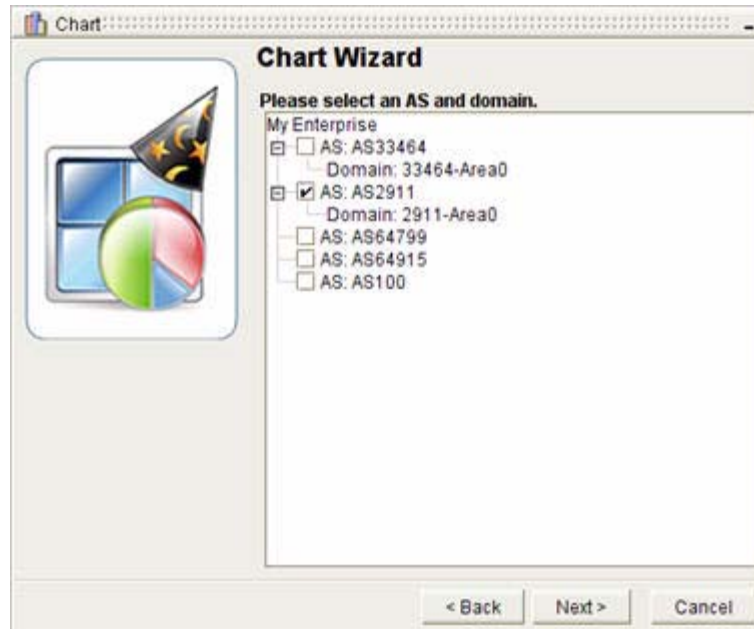 Chart
Chart Wizard
Please select an AS and domain.
My Enterprise
AS: AS33464
Domain: 33464-Area0
AS: AS2911
Domain: 2911-Area0
AS: AS64799
AS: AS64915
AS: AS100
< Back Next > Cancel